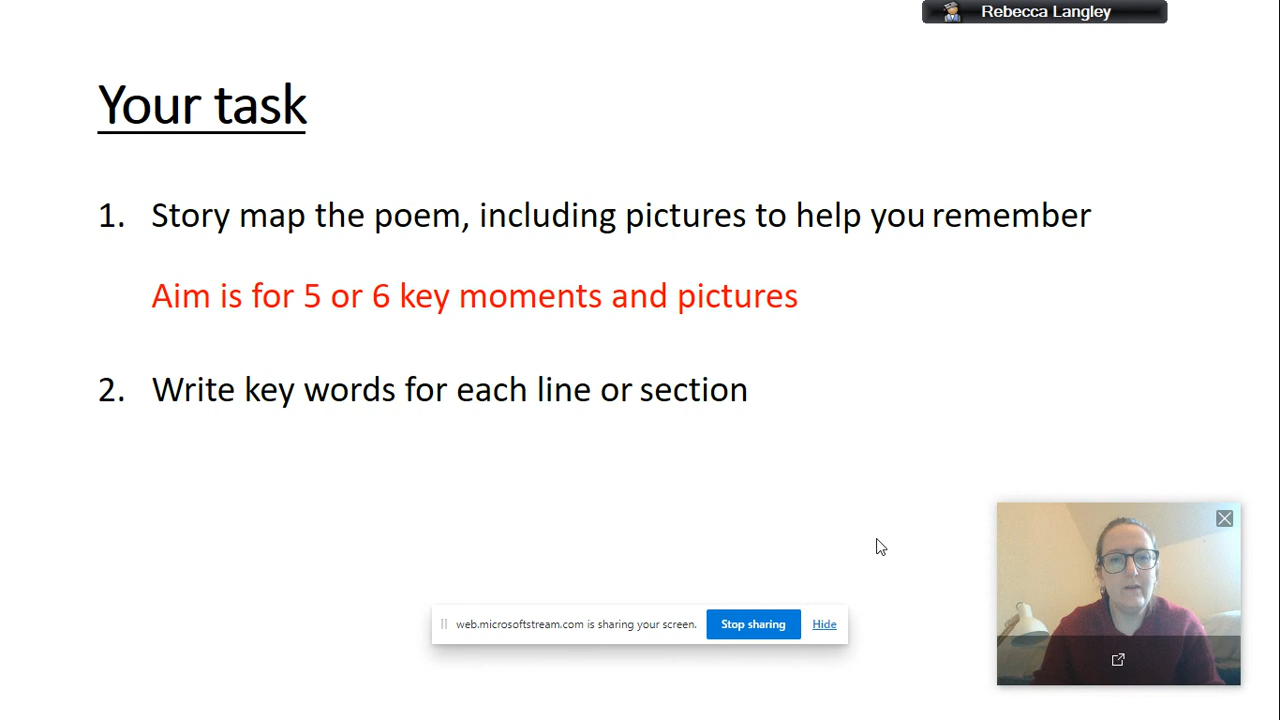 Rebecca Langley
Your task
1. Story map the poem, including pictures to help you remember
Aim is for 5 or 6 key moments and pictures
2. Write key words for each line or section
web.microsoftstream.com is sharing your screen. Stop sharing Hide